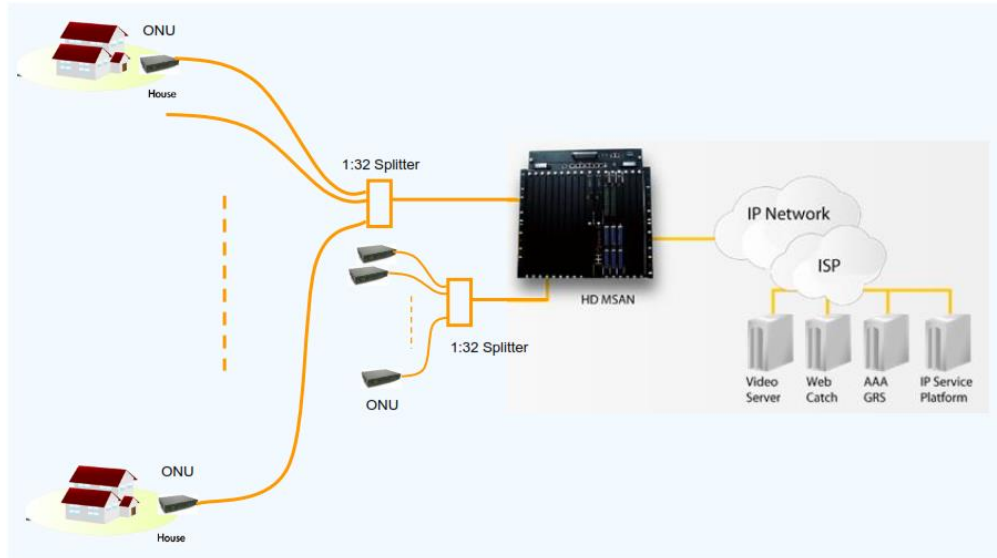 ONU
House
1:32 Splitter
IP Network
ISP
HD MSAN
1:32 Splitter
Video
Server
Web
Catch
AAA
GRS
IP Service
Platform
ONU
ONU
House